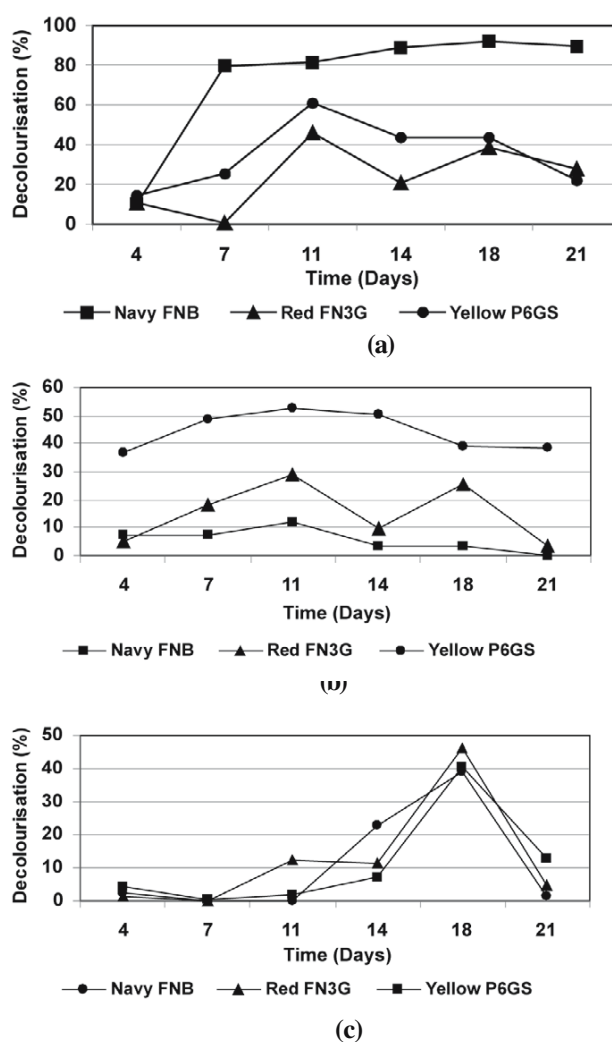 100
80
60
40
20
0
Decolourisation (%)
4 7 11 14 18 21
Time (Days)
Navy FNB Red FN3G Yellow P6GS
(a)
60
50
40
30
20
10
0
Decolourisation (%)
4 7 11 14 18 21
Time (Days)
Navy FNB Red FN3G Yellow P6GS
(b)
50
40
30
20
10
0
Decolourisation (%)
4 7 11 14 18 21
Time (Days)
Navy FNB Red FN3G Yellow P6GS
(c)